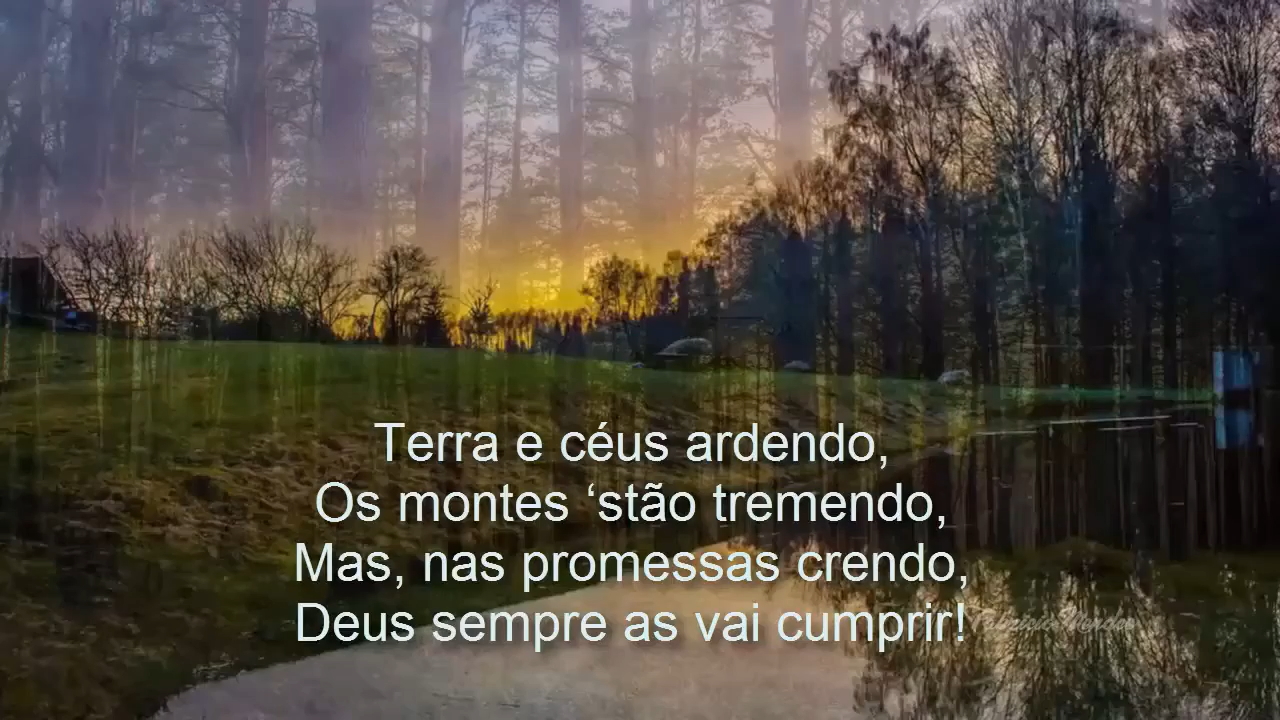 Terra e céus ardendo,
Os montes ‘stão tremendo,
Mas, nas promessas crendo,
Deus sempre as vai cumprir!